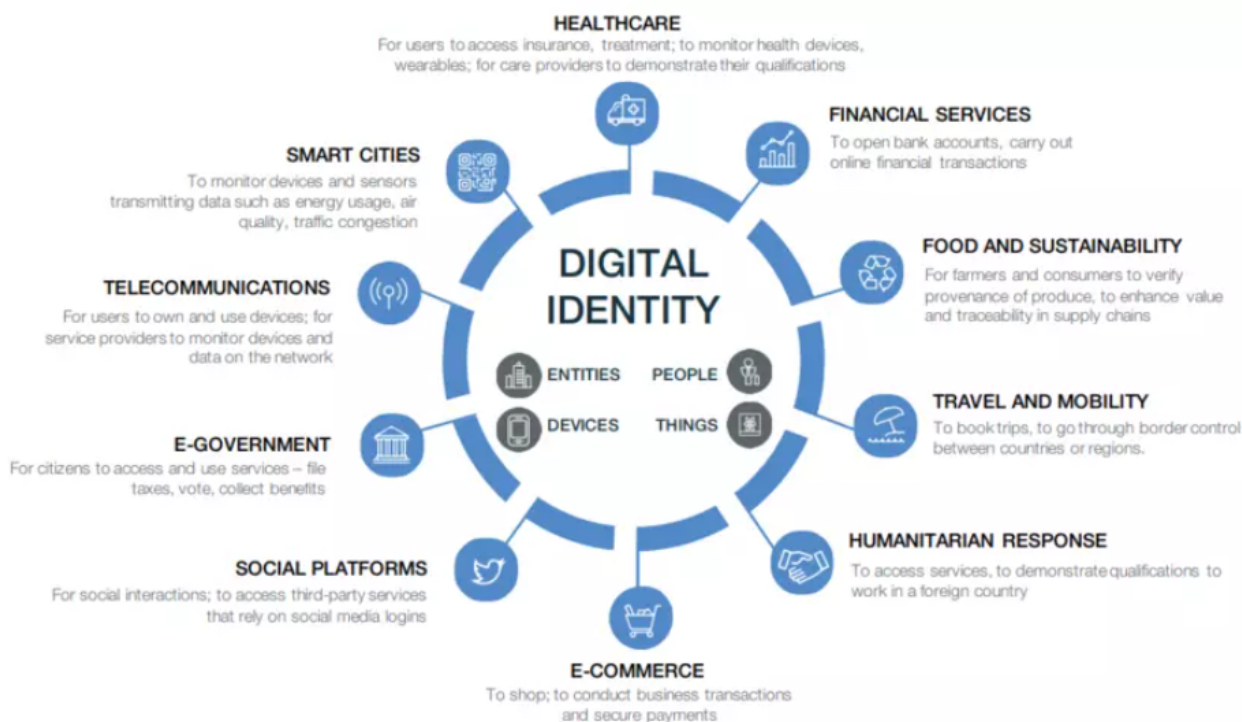 HEALTHCARE
For users to access insurance, treatment; to monitor health devices,
wearables; for care providers to demonstrate their qualifications
FINANCIAL SERVICES
To open bank accounts, carry out
online financial transactions
FOOD AND SUSTAINABILITY
For farmers and consumers to verify
provenance of produce, to enhance value
and traceability in supply chains
TRAVEL AND MOBILITY
To book trips, to go through border control
between countries or regions.
HUMANITARIAN RESPONSE
To access services, to demonstrate qualifications to
work in a foreign country
E-COMMERCE
To shop; to conduct business transactions
and secure payments
SOCIAL PLATFORMS
For social interactions; to access third-party services
that rely on social media logins
E-GOVERNMENT
For citizens to access and use services – file
taxes, vote, collect benefits
TELECOMMUNICATIONS
For users to own and use devices; for
service providers to monitor devices and
data on the network
SMART CITIES
To monitor devices and sensors
transmitting data such as energy usage, air
quality, traffic congestion
DIGITAL
IDENTITY
ENTITIES
PEOPLE
DEVICES
THINGS